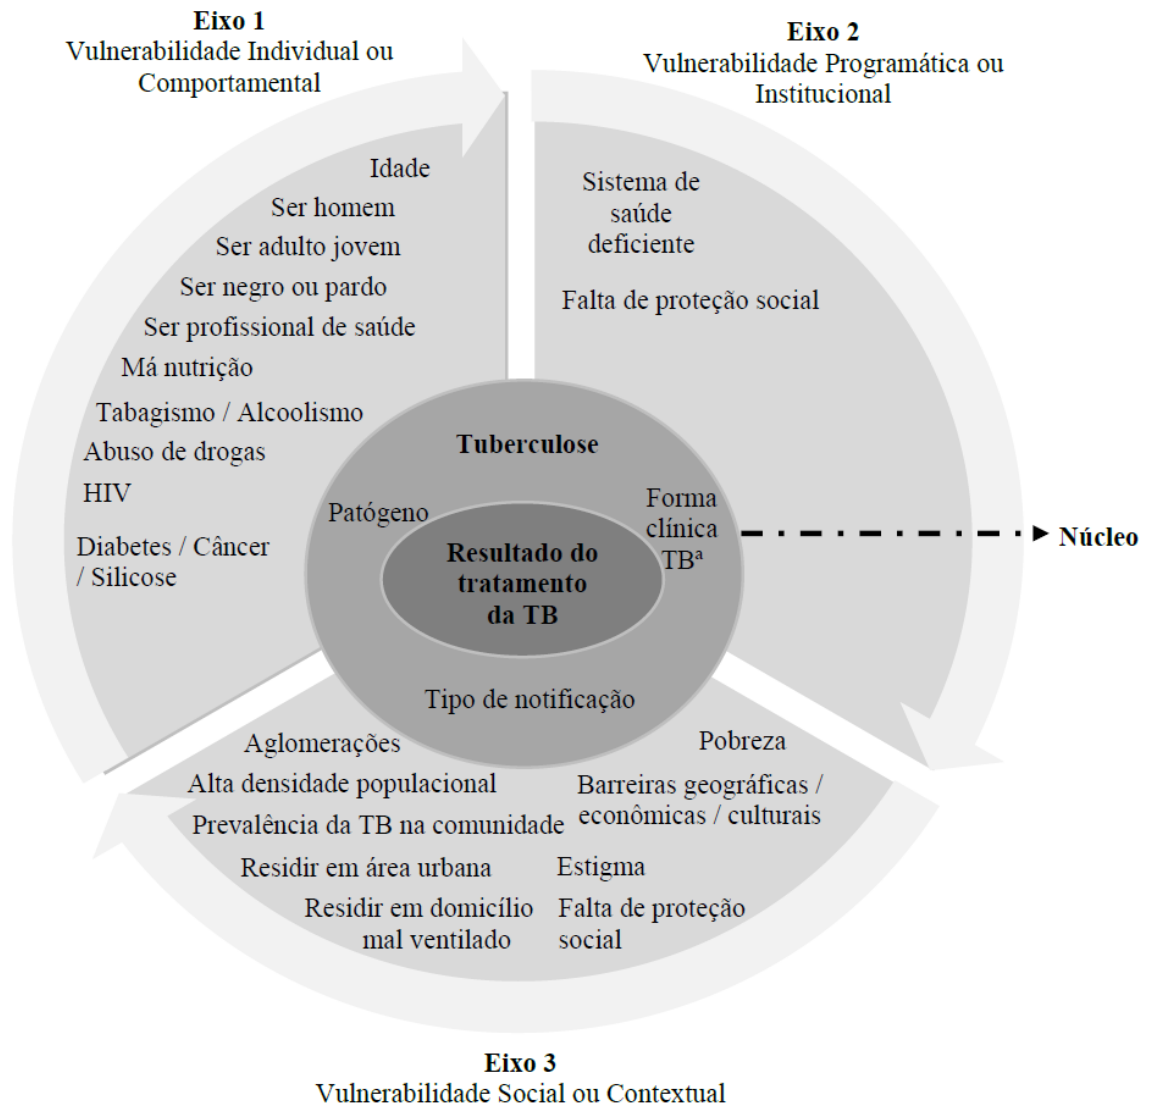 Eixo 1
Vulnerabilidade Individual ou
Comportamental
Eixo 2
Vulnerabilidade Programática ou
Institucional
Idade
Ser homem
Ser adulto jovem
Ser negro ou pardo
Ser profissional de saúde
Má nutrição
Tabagismo / Alcoolismo
Abuso de drogas
HIV
Diabetes / Câncer
/ Silicose
Sistema de
saúde
deficiente
Falta de proteção social
Tuberculose
Patógeno
Forma
clínica
TBª
Resultado do
tratamento
da TB
Tipo de notificação
Núcleo
Aglomerações
Alta densidade populacional
Prevalência da TB na comunidade
Residir em área urbana
Residir em domicílio
mal ventilado
Pobreza
Barreiras geográficas /
econômicas / culturais
Estigma
Falta de proteção
social
Eixo 3
Vulnerabilidade Social ou Contextual